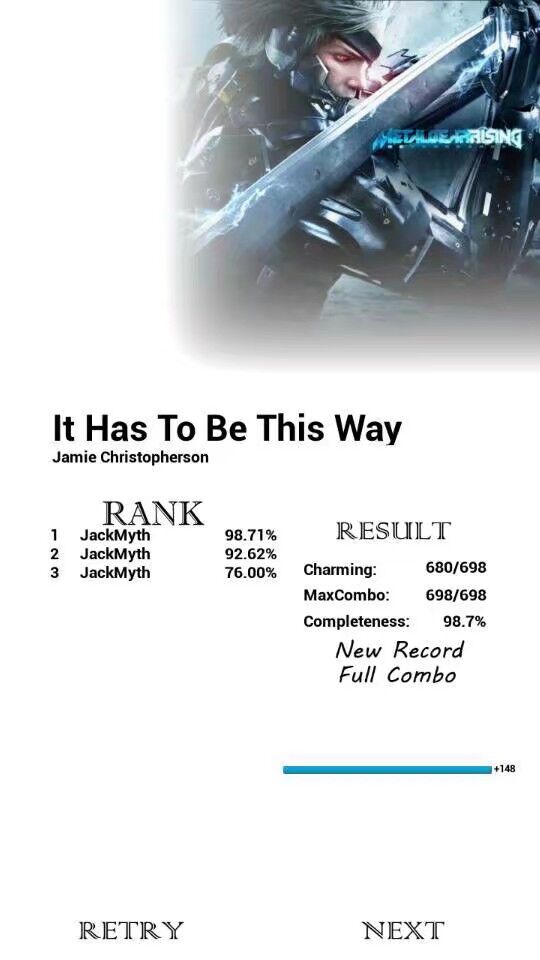 METAL GEAR RISING
It Has To Be This Way
Jamie Christopherson
RANK
1 JackMyth 98.71%
2 JackMyth 92.62%
3 JackMyth 76.00%
RESULT
Charming: 680/698
MaxCombo: 698/698
Completeness: 98.7%
New Record
Full Combo
+148
RETRY NEXT